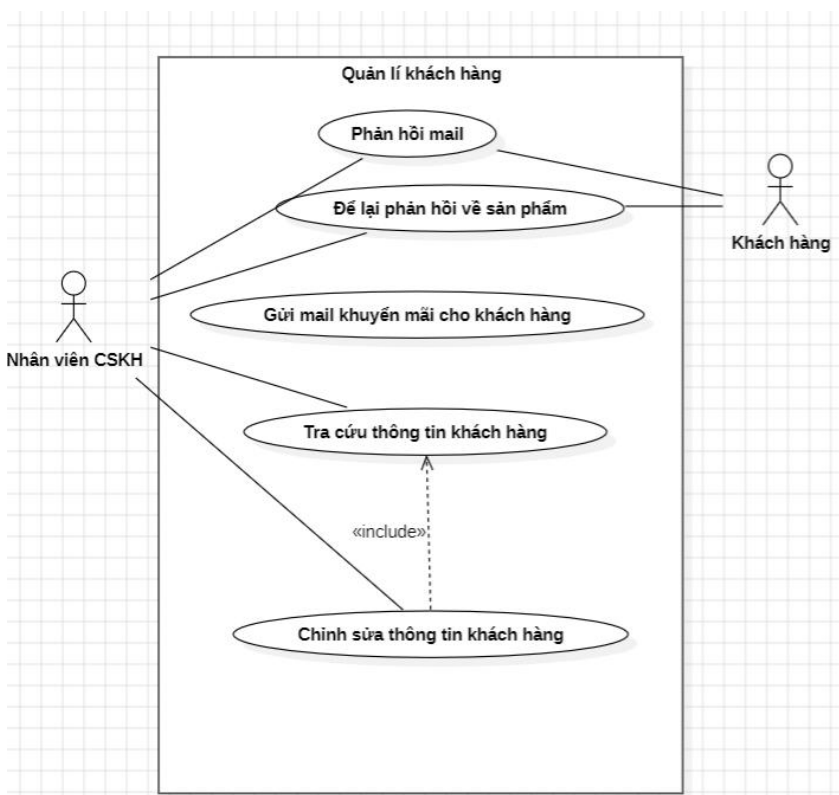 Quản lí khách hàng
Phản hồi mail
Để lại phản hồi về sản phẩm
Khách hàng
Gửi mail khuyến mãi cho khách hàng
Nhân viên CSKH
Tra cứu thông tin khách hàng
«include»
Chỉnh sửa thông tin khách hàng